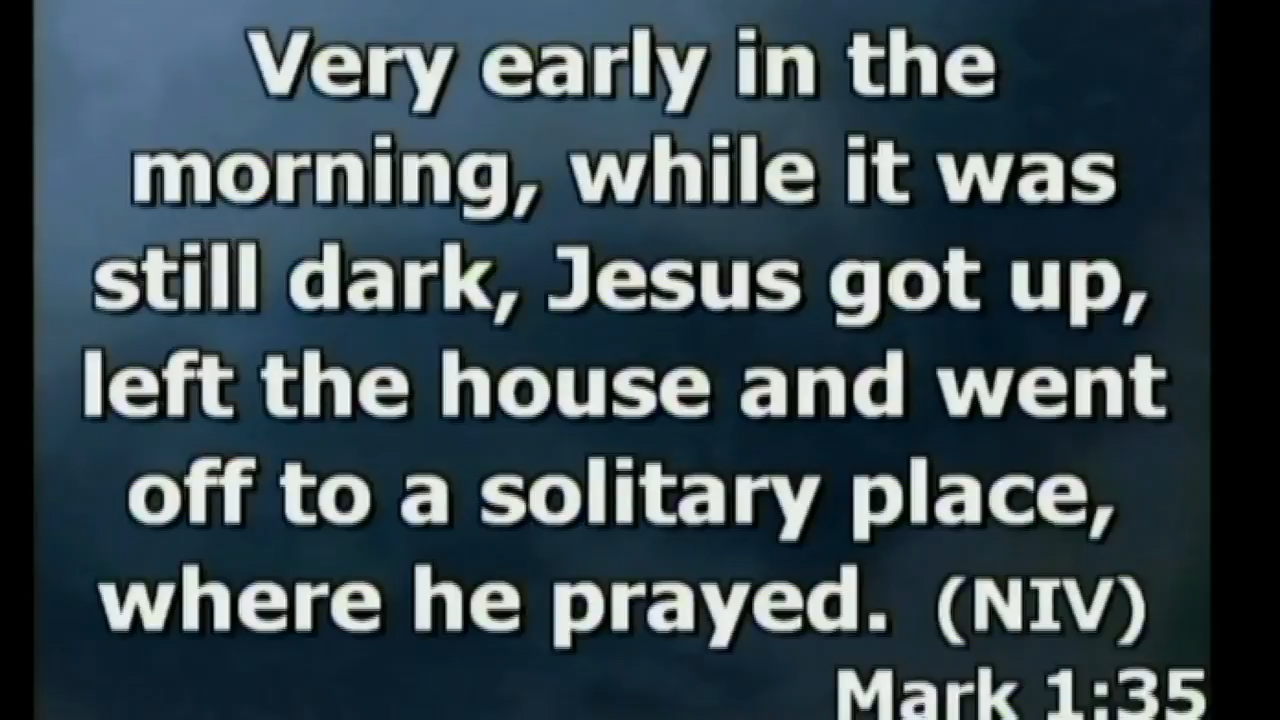 Very early in the
morning, while it was
still dark, Jesus got up,
left the house and went
off to a solitary place,
where he prayed. (NIV)
Mark 1:35